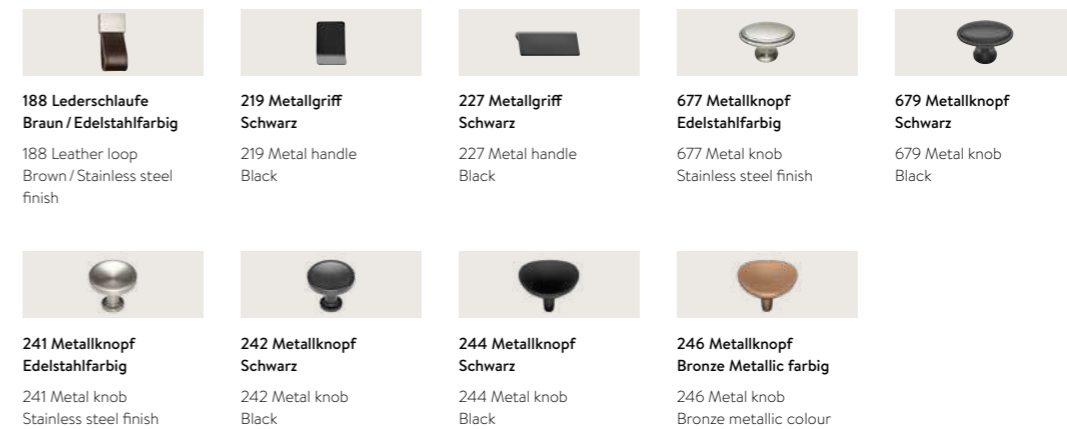 188 Lederschlaufe
Braun / Edelstahlfarbig
188 Leather loop
Brown / Stainless steel
finish
219 Metallgriff
Schwarz
219 Metal handle
Black
227 Metallgriff
Schwarz
227 Metal handle
Black
677 Metallknopf
Edelstahlfarbig
677 Metal knob
Stainless steel finish
679 Metallknopf
Schwarz
679 Metal knob
Black
241 Metallknopf
Edelstahlfarbig
241 Metal knob
Stainless steel finish
242 Metallknopf
Schwarz
242 Metal knob
Black
244 Metallknopf
Schwarz
244 Metal knob
Black
246 Metallknopf
Bronze Metallic farbig
246 Metal knob
Bronze metallic colour